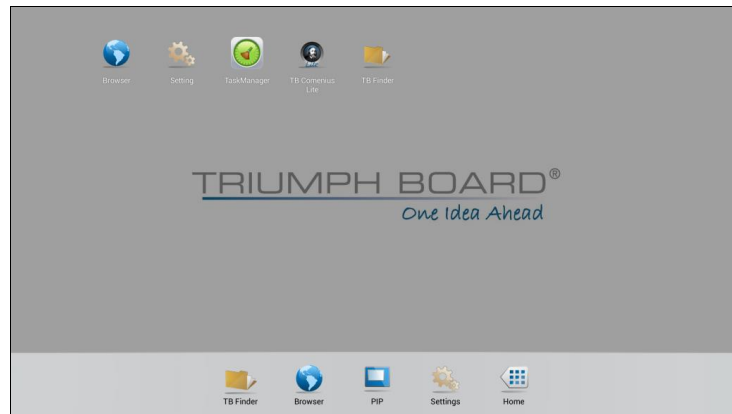 Browser
Setting
TaskManager
TB Comenius
Lite
TB Finder
TRIUMPH BOARD®
One Idea Ahead
TB Finder
Browser
PIP
Settings
Home